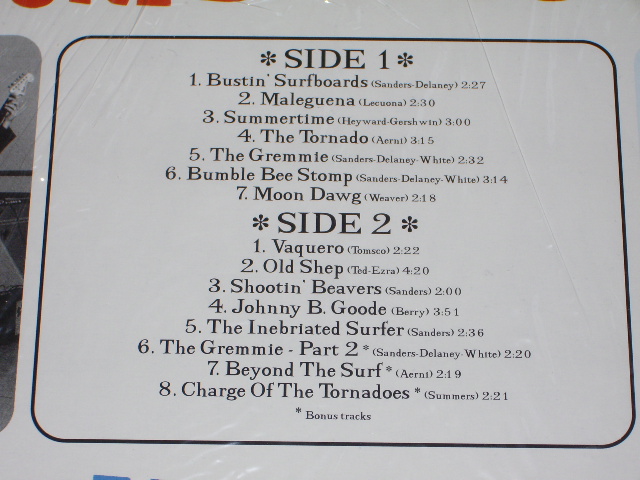 * SIDE 1 *
1. Bustin' Surfboards (Sanders-Delaney) 2:27
2. Maleguena (Lecuona) 2:30
3. Summertime (Heyward-Gershwin) 3:00
4. The Tornado (Aerni) 3:15
5. The Gremmie (Sanders-Delaney-White) 2:32
6. Bumble Bee Stomp (Sanders-Delaney-White) 3:14
7. Moon Dawg (Weaver) 2:18
* SIDE 2 *
1. Vaquero (Tomsco) 2:22
2. Old Shep (Ted-Ezra) 4:20
3. Shootin' Beavers (Sanders) 2:00
4. Johnny B. Goode (Berry) 3:51
5. The Inebriated Surfer (Sanders) 2:36
6. The Gremmie - Part 2 * (Sanders-Delaney-White) 2:20
7. Beyond The Surf * (Aerni) 2:19
8. Charge Of The Tornadoes * (Summers) 2:21
* Bonus tracks